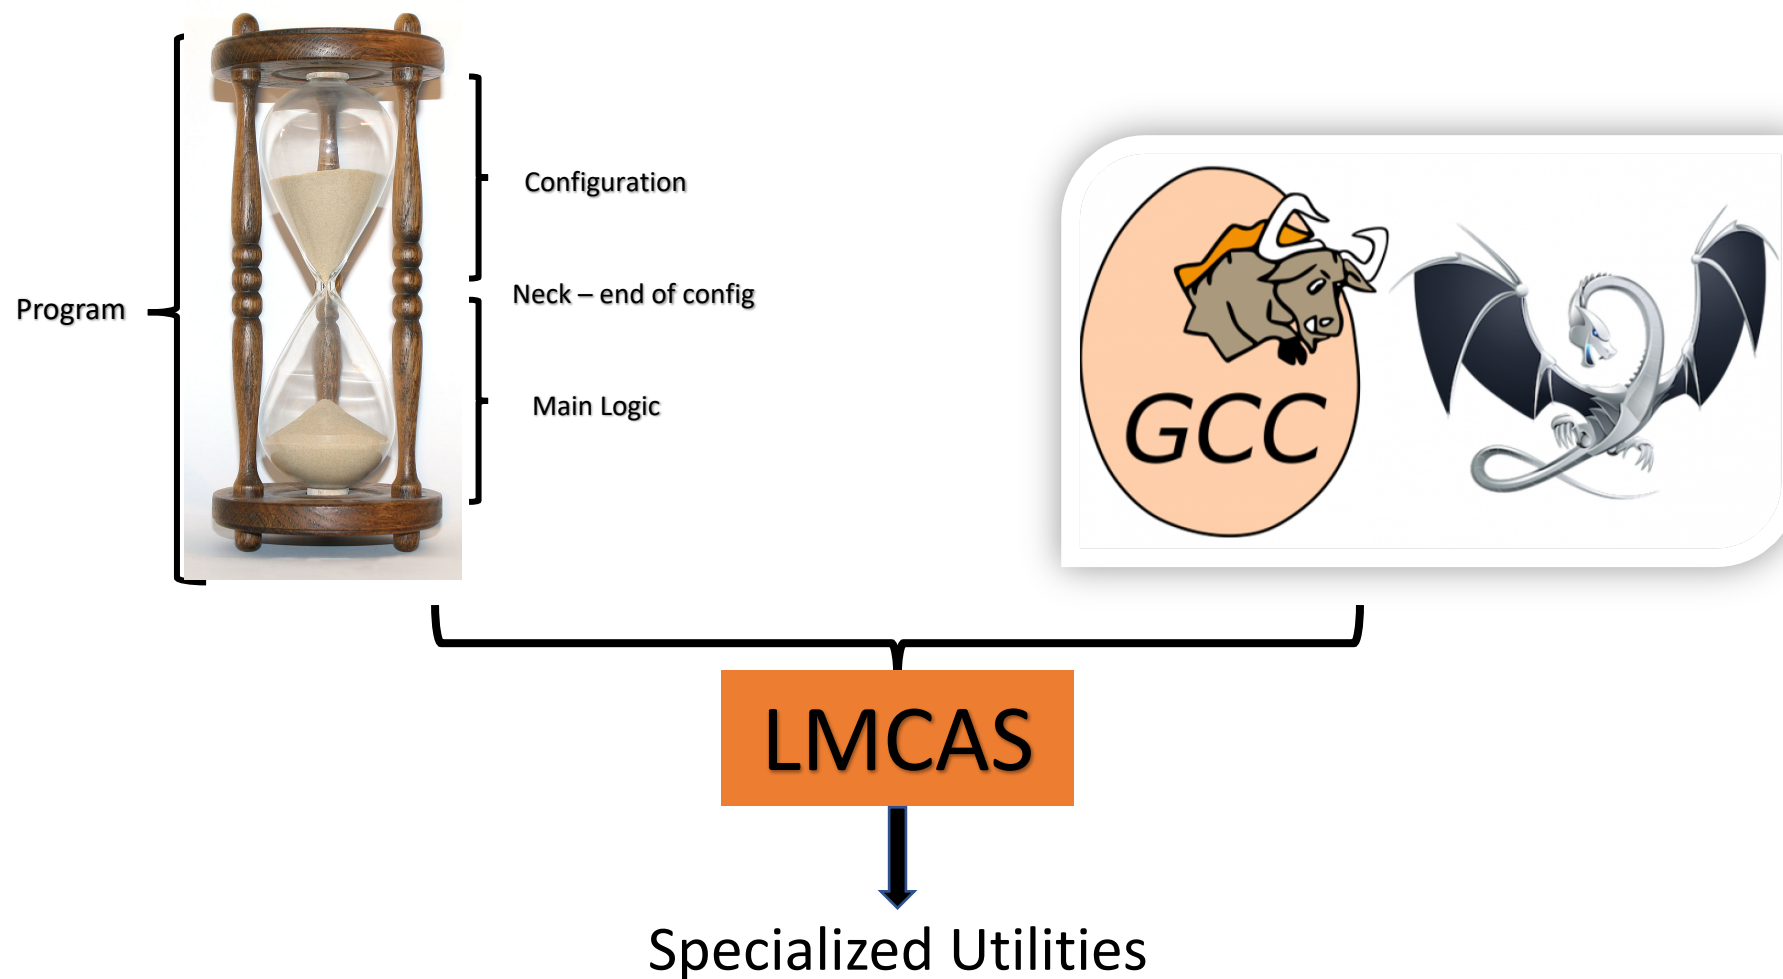 Program
Configuration
Neck – end of config
Main Logic
GCC
LMCAS
Specialized Utilities